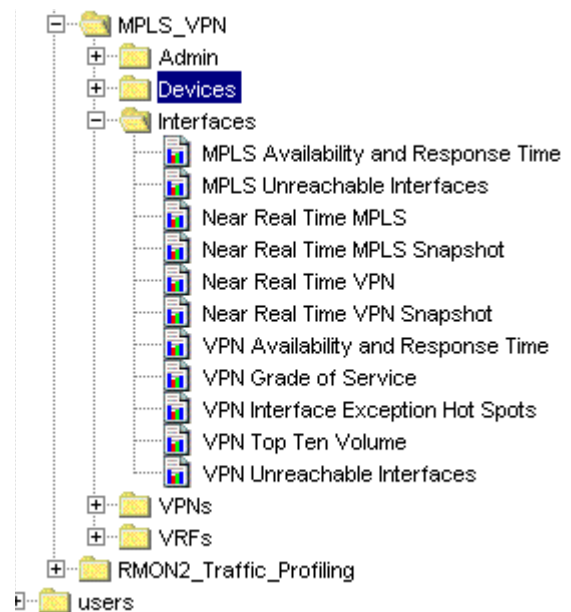 MPLS_VPN
Admin
Devices
Interfaces
MPLS Availability and Response Time
MPLS Unreachable Interfaces
Near Real Time MPLS
Near Real Time MPLS Snapshot
Near Real Time VPN
Near Real Time VPN Snapshot
VPN Availability and Response Time
VPN Grade of Service
VPN Interface Exception Hot Spots
VPN Top Ten Volume
VPN Unreachable Interfaces
VPNs
VRFs
RMON2_Traffic_Profiling
users